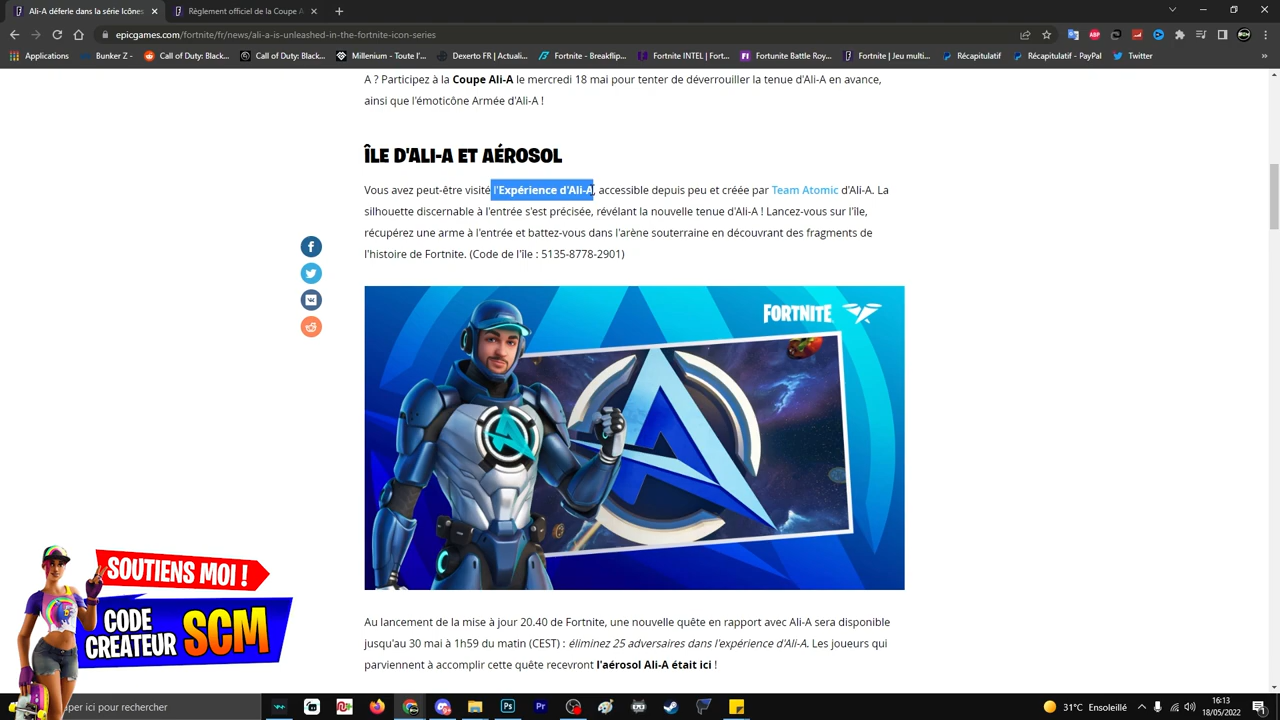 Ali-A déferle dans la série Icônes
Règlement officiel de la Coupe A
epicgames.com/fortnite/fr/news/ali-a-is-unleashed-in-the-fortnite-icon-series
Applications
Bunker Z -
Call of Duty: Black...
Call of Duty: Black...
Millenium - Toute l'...
Dexerto FR | Actuali...
Fortnite - Breakflip...
Fortnite INTEL | Fort...
Fortunite Battle Roy...
Fortnite | Jeu multi...
Récapitulatif
Récapitulatif - PayPal
Twitter
»
A ? Participez à la Coupe Ali-A le mercredi 18 mai pour tenter de déverrouiller la tenue d'Ali-A en avance,
ainsi que l'émoticône Armée d'Ali-A !
ÎLE D'ALI-A ET AÉROSOL
Vous avez peut-être visité l'Expérience d'Ali-A, accessible depuis peu et créée par Team Atomic d'Ali-A. La
silhouette discernable à l'entrée s'est précisée, révélant la nouvelle tenue d'Ali-A ! Lancez-vous sur l'île,
récupérez une arme à l'entrée et battez-vous dans l'arène souterraine en découvrant des fragments de
l'histoire de Fortnite. (Code de l'île : 5135-8778-2901)
FORTNITE
Au lancement de la mise à jour 20.40 de Fortnite, une nouvelle quête en rapport avec Ali-A sera disponible
jusqu'au 30 mai à 1h59 du matin (CEST) : éliminez 25 adversaires dans l'expérience d'Ali-A. Les joueurs qui
parviennent à accomplir cette quête recevront l'aérosol Ali-A était ici !
SOUTIENS MOI !
CODE
CRÉATEUR SCM
aper ici pour rechercher
31°C Ensoleillé
16:13
18/05/2022